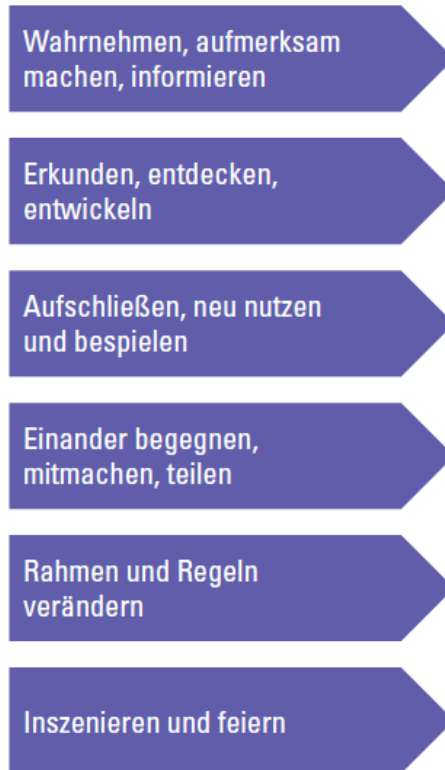 Wahrnehmen, aufmerksam
machen, informieren
Erkunden, entdecken,
entwickeln
Aufschließen, neu nutzen
und bespielen
Einander begegnen,
mitmachen, teilen
Rahmen und Regeln
verändern
Inszenieren und feiern